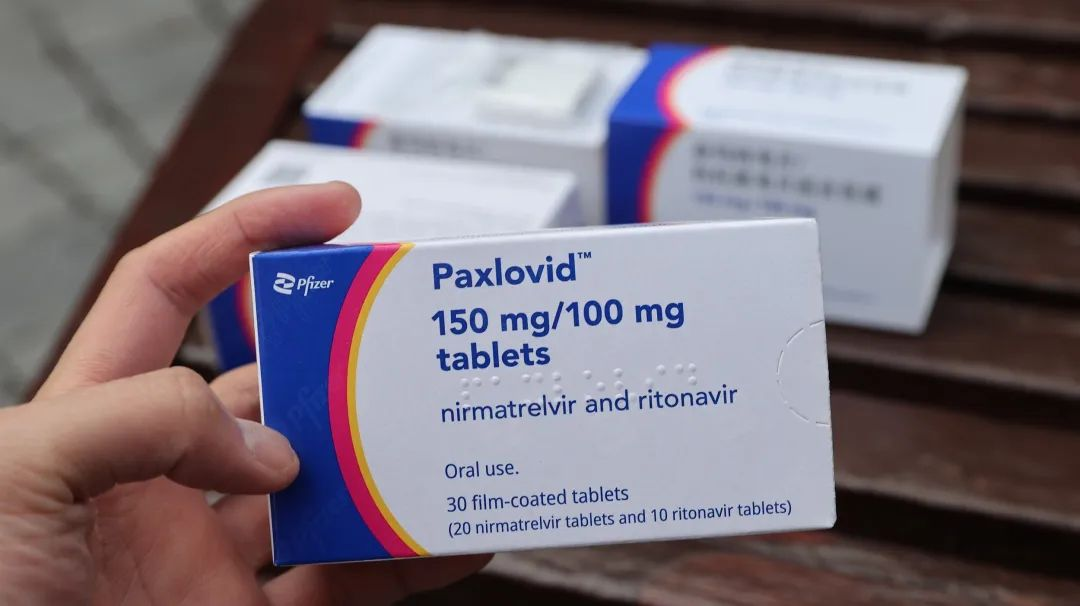 Pfizer
Paxlovid™
150 mg/100 mg
tablets
nirmatrelvir and ritonavir
Oral use.
30 film-coated tablets
(20 nirmatrelvir tablets and 10 ritonavir tablets)